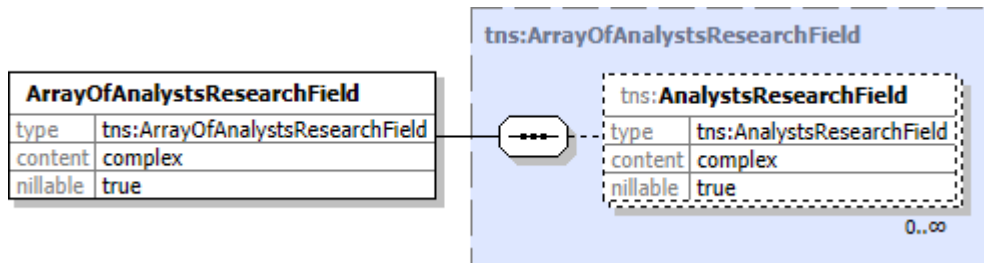 tns:ArrayOfAnalystsResearchField
ArrayOfAnalystsResearchField
type tns:ArrayOfAnalystsResearchField
content complex
nillable true
tns:AnalystsResearchField
type tns:AnalystsResearchField
content complex
nillable true
0..∞